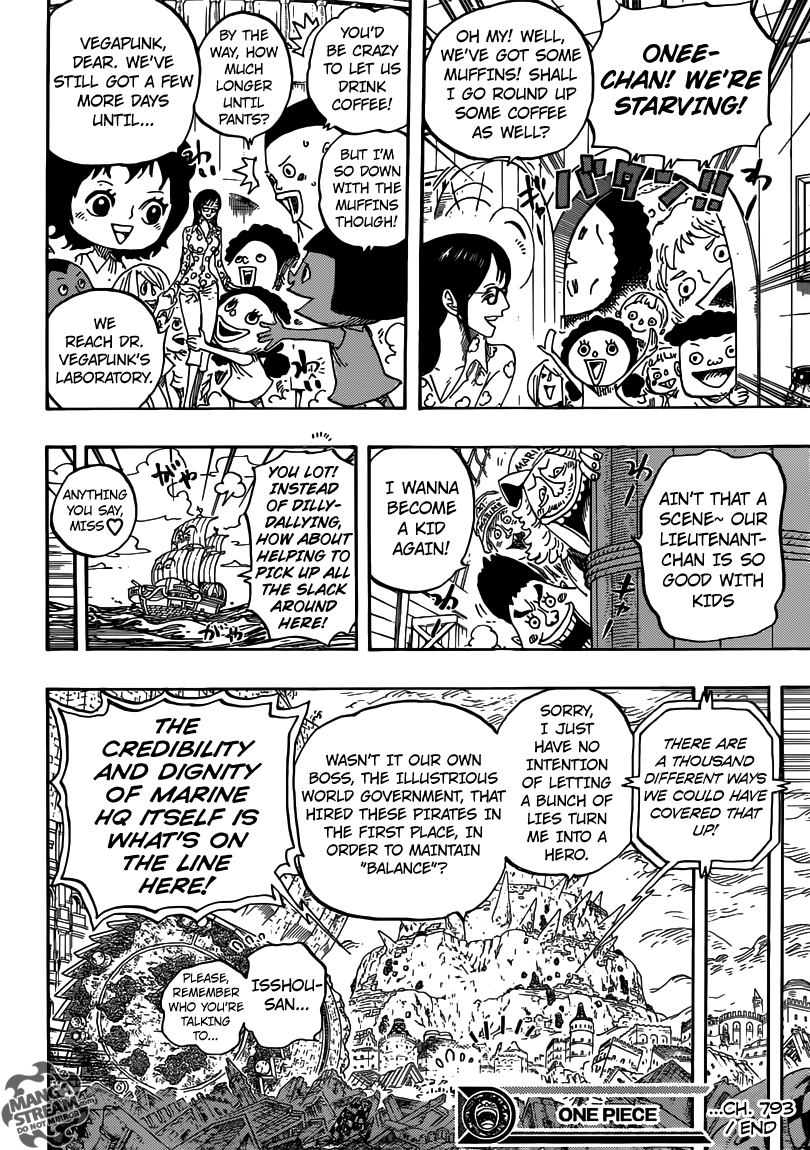 ONEE-
CHAN! WE'RE
STARVING!
OH MY! WELL,
WE'VE GOT SOME
MUFFINS! SHALL
I GO ROUND UP
SOME COFFEE
AS WELL?
バターン!!
YOU'D
BE CRAZY
TO LET US
DRINK
COFFEE!
BUT I'M
SO DOWN
WITH THE
MUFFINS
THOUGH!
BY THE
WAY, HOW
MUCH
LONGER
UNTIL
PANTS?
VEGAPUNK,
DEAR. WE'VE
STILL GOT A FEW
MORE DAYS
UNTIL...
WE
REACH DR.
VEGAPUNK'S
LABORATORY.
AIN'T THAT A
SCENE~ OUR
LIEUTENANT-
CHAN IS SO
GOOD WITH
KIDS
I WANNA
BECOME
A KID
AGAIN!
YOU LOT!
INSTEAD
OF DILLY-
DALLYING,
HOW ABOUT
HELPING TO
PICK UP ALL
THE SLACK
AROUND
HERE!
ANYTHING
YOU SAY,
MISS♡
THERE ARE
A THOUSAND
DIFFERENT WAYS
WE COULD HAVE
COVERED THAT
UP!
SORRY,
I JUST
HAVE NO
INTENTION
OF LETTING
A BUNCH OF
LIES TURN
ME INTO A
HERO.
WASN'T IT OUR OWN
BOSS, THE ILLUSTRIOUS
WORLD GOVERNMENT, THAT
HIRED THESE PIRATES IN
THE FIRST PLACE, IN
ORDER TO MAINTAIN
"BALANCE"?
THE
CREDIBILITY
AND DIGNITY
OF MARINE
HQ ITSELF IS
WHAT'S ON
THE LINE
HERE!
ISSHOU-
SAN...
PLEASE,
REMEMBER
WHO YOU'RE
TALKING
TO...
ONE PIECE
...CH. 793
/ END
MANGA
STREAM
DO NOT MIRROR